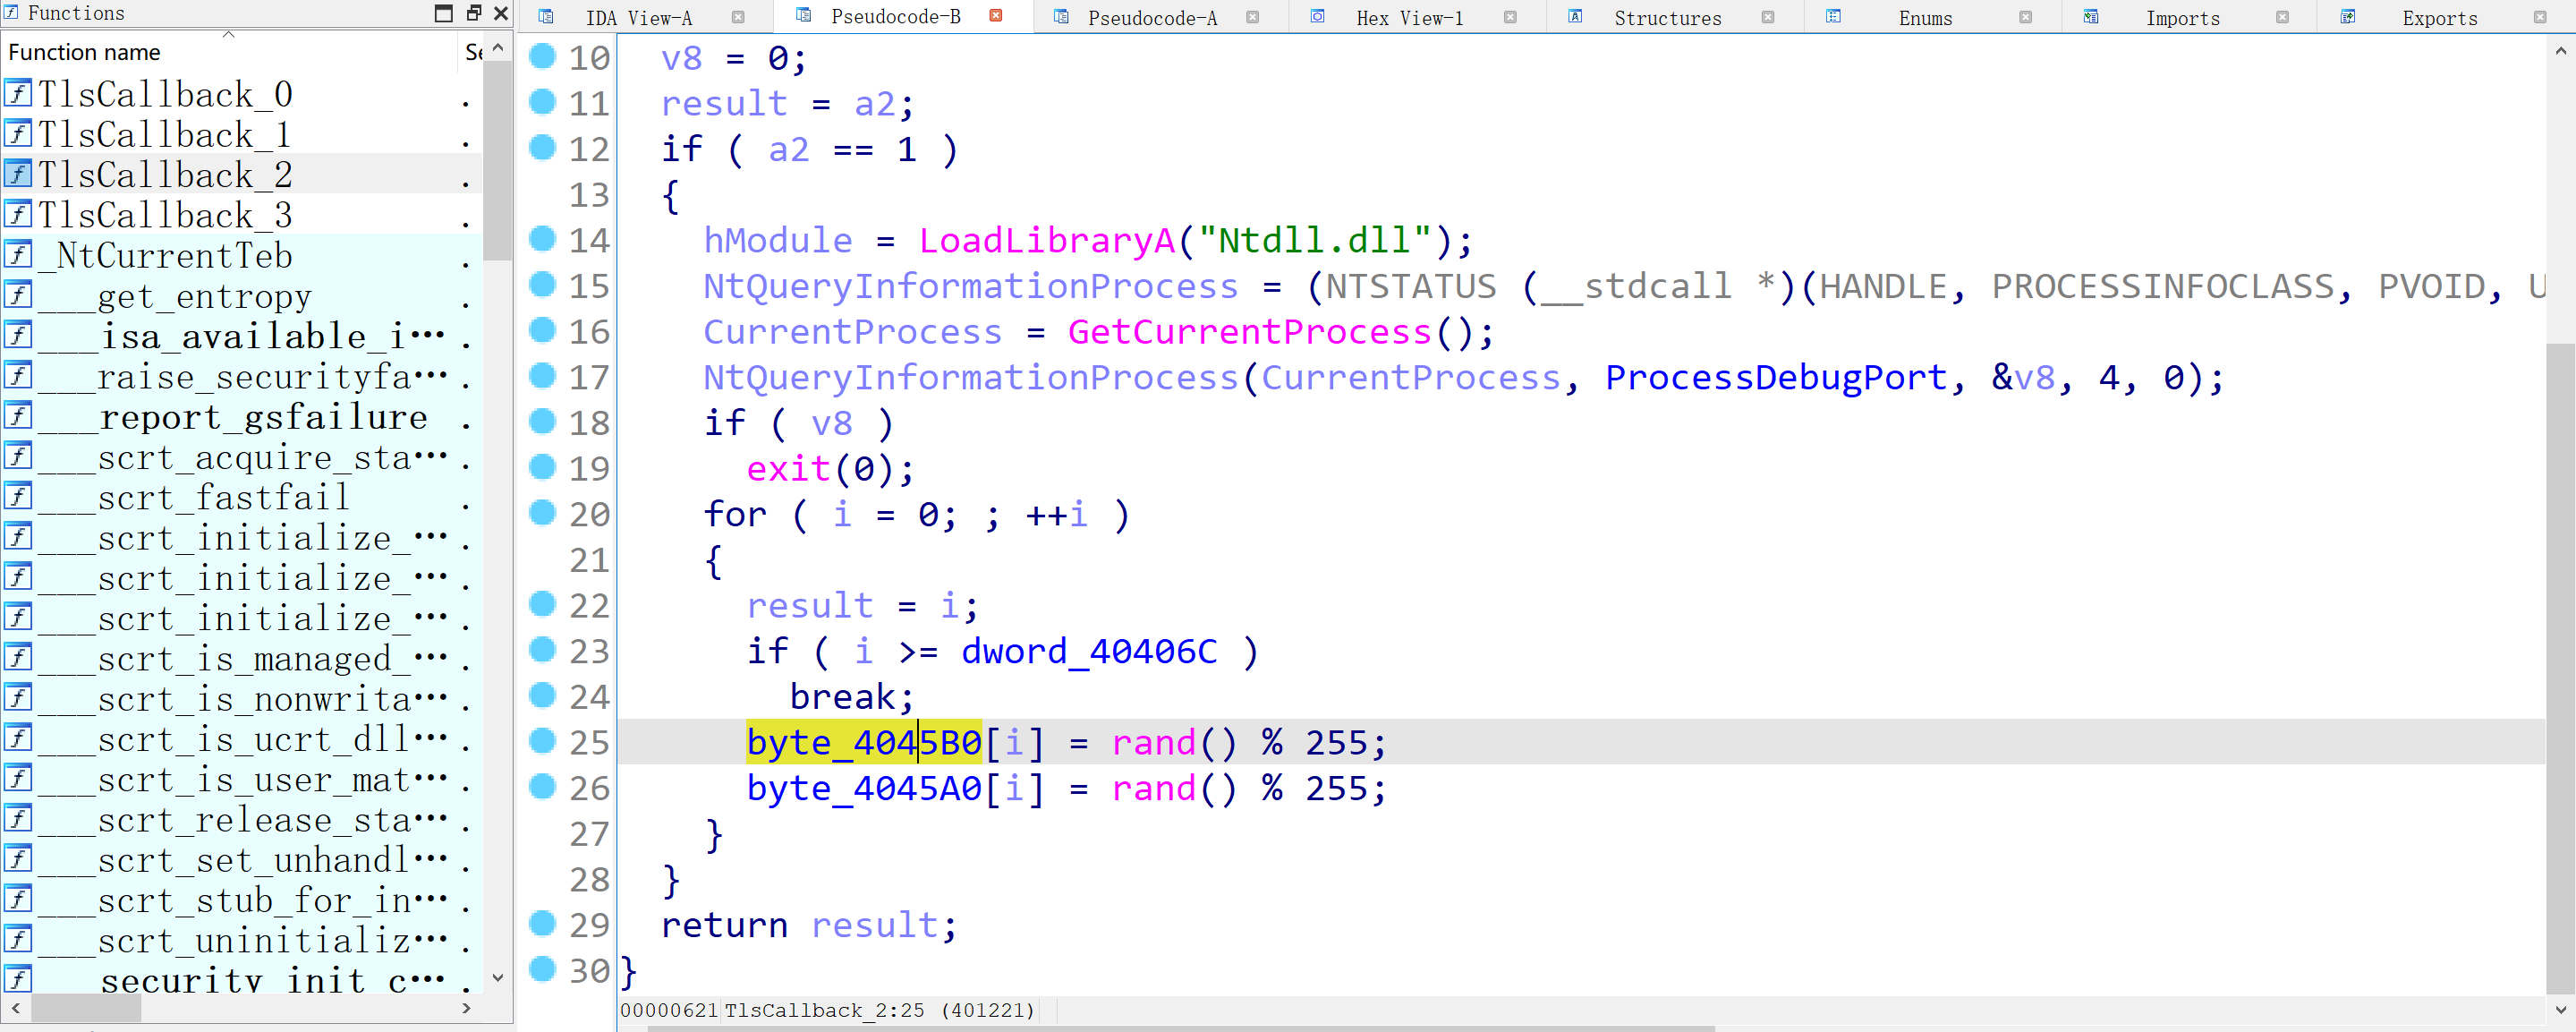 Functions
IDA View-A
Pseudocode-B
Pseudocode-A
Hex View-1
Structures
Enums
Imports
Exports
Function name
Se
TlsCallback_0 .
TlsCallback_1 .
TlsCallback_2 .
TlsCallback_3 .
_NtCurrentTeb .
___get_entropy .
___isa_available_i… .
___raise_securityfa… .
___report_gsfailure .
___scrt_acquire_sta… .
___scrt_fastfail .
___scrt_initialize_… .
___scrt_initialize_… .
___scrt_initialize_… .
___scrt_is_managed_… .
___scrt_is_nonwrita… .
___scrt_is_ucrt_dll… .
___scrt_is_user_mat… .
___scrt_release_sta… .
___scrt_set_unhandl… .
___scrt_stub_for_in… .
___scrt_uninitializ… .
___security_init_c… .
10 v8 = 0;
11 result = a2;
12 if ( a2 == 1 )
13 {
14 hModule = LoadLibraryA("Ntdll.dll");
15 NtQueryInformationProcess = (NTSTATUS (__stdcall *)(HANDLE, PROCESSINFOCLASS, PVOID, U
16 CurrentProcess = GetCurrentProcess();
17 NtQueryInformationProcess(CurrentProcess, ProcessDebugPort, &v8, 4, 0);
18 if ( v8 )
19 exit(0);
20 for ( i = 0; ; ++i )
21 {
22 result = i;
23 if ( i >= dword_40406C )
24 break;
25 byte_4045B0[i] = rand() % 255;
26 byte_4045A0[i] = rand() % 255;
27 }
28 }
29 return result;
30 }
00000621 TlsCallback_2:25 (401221)